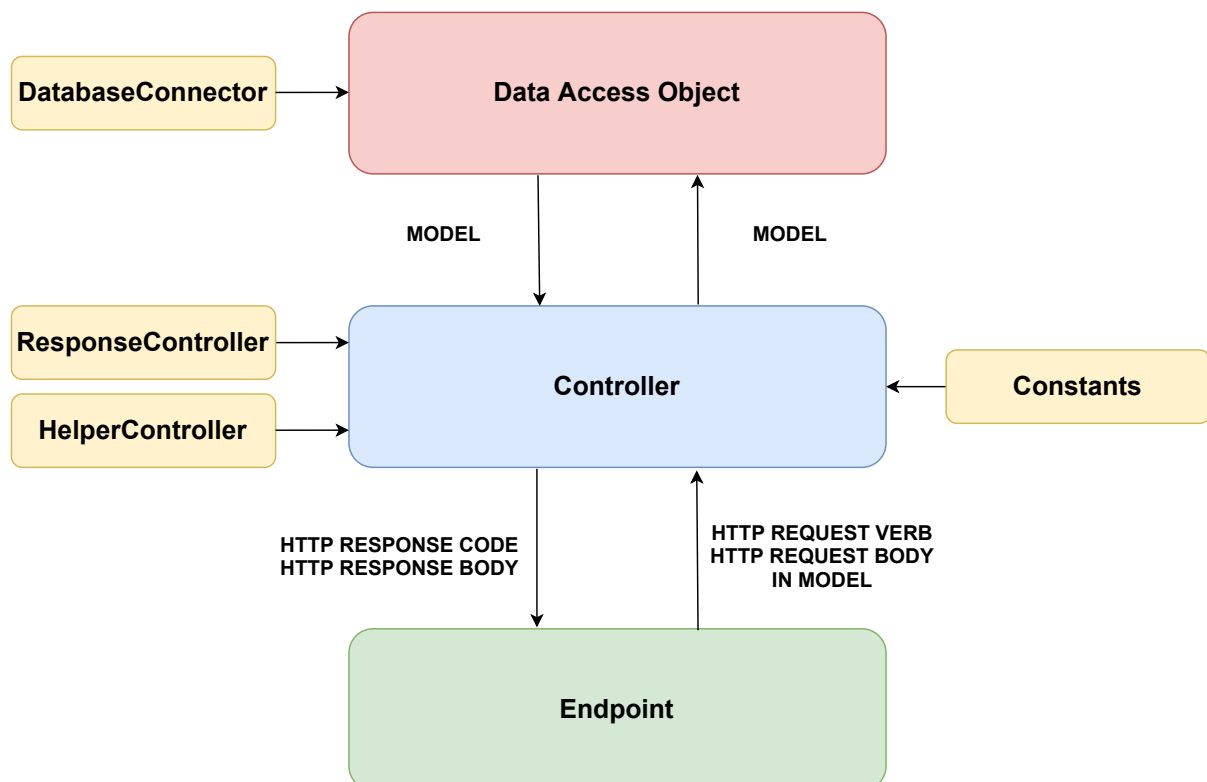 DatabaseConnector
Data Access Object
MODEL
MODEL
ResponseController
Controller
Constants
HelperController
HTTP RESPONSE CODE
HTTP RESPONSE BODY
HTTP REQUEST VERB
HTTP REQUEST BODY
IN MODEL
Endpoint